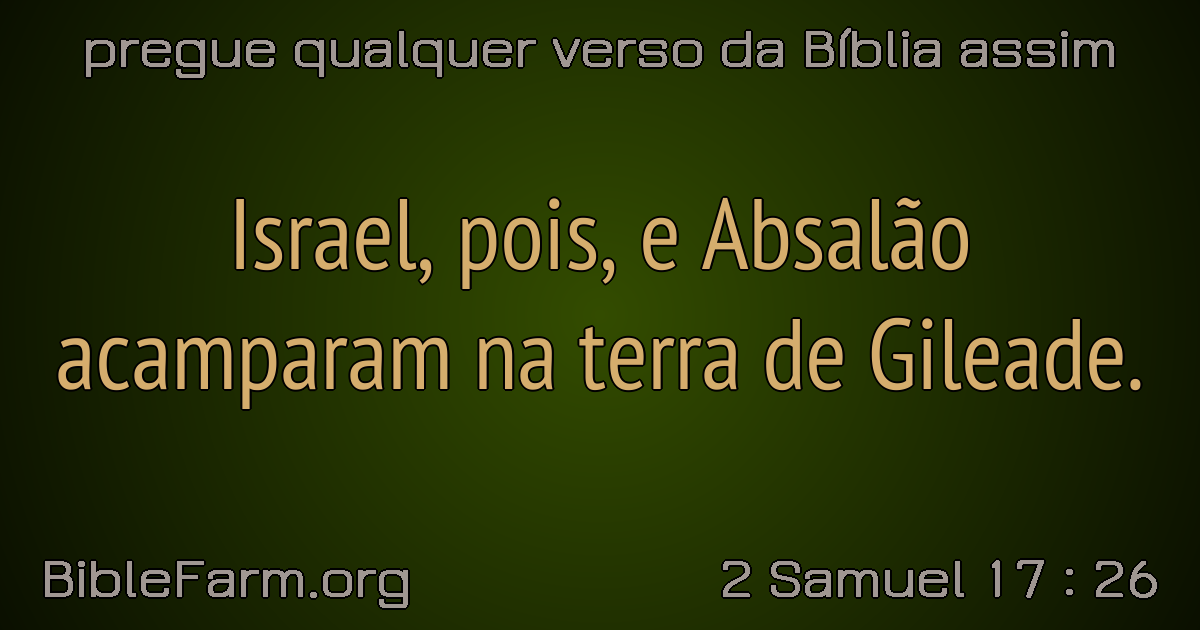 pregue qualquer verso da Bíblia assim
Israel, pois, e Absalão
acamparam na terra de Gileade.
BibleFarm.org
2 Samuel 17 : 26